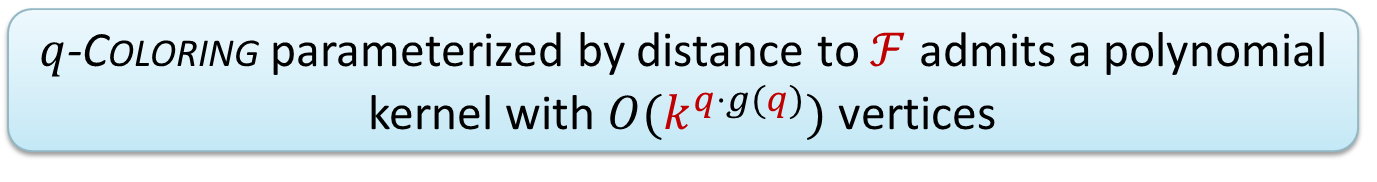 q-COLORING parameterized by distance to ℱ admits a polynomial
kernel with O(k^{q·g(q)}) vertices